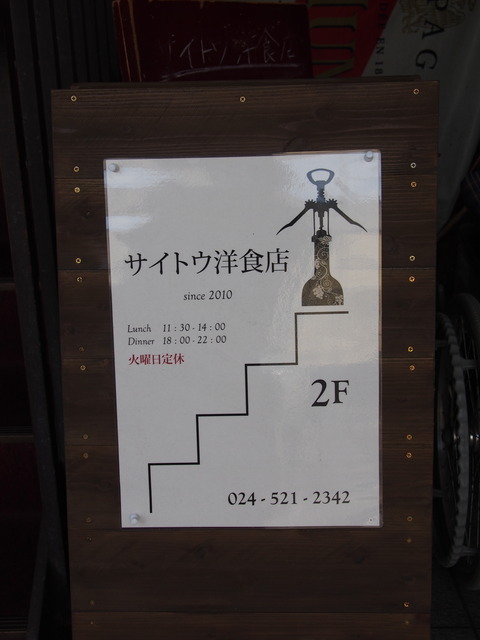 サイトウ洋食店
サイトウ洋食店
since 2010
Lunch 11 : 30 - 14 : 00
Dinner 18 : 00 - 22 : 00
火曜日定休
2F
024 - 521 - 2342